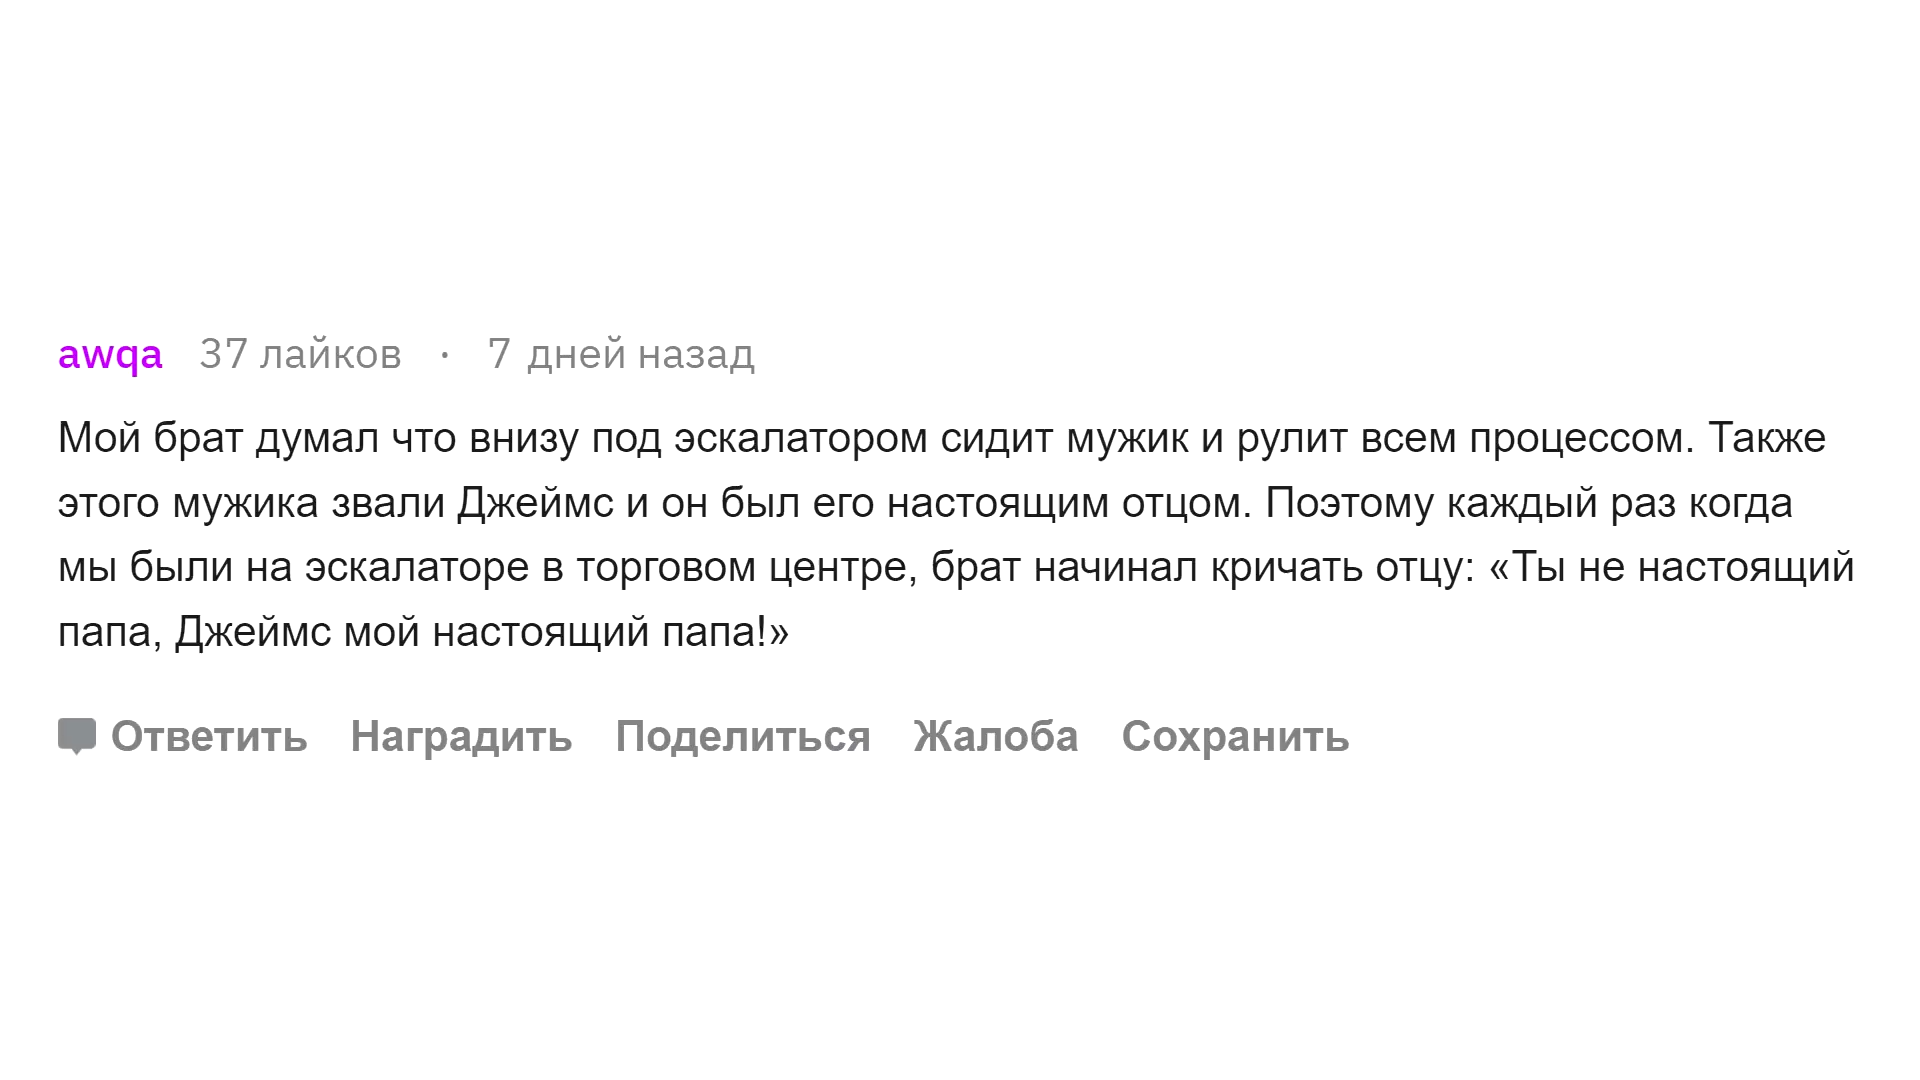 awqa 37 лайков · 7 дней назад
Мой брат думал что внизу под эскалатором сидит мужик и рулит всем процессом. Также
этого мужика звали Джеймс и он был его настоящим отцом. Поэтому каждый раз когда
мы были на эскалаторе в торговом центре, брат начинал кричать отцу: «Ты не настоящий
папа, Джеймс мой настоящий папа!»
Ответить Наградить Поделиться Жалоба Сохранить